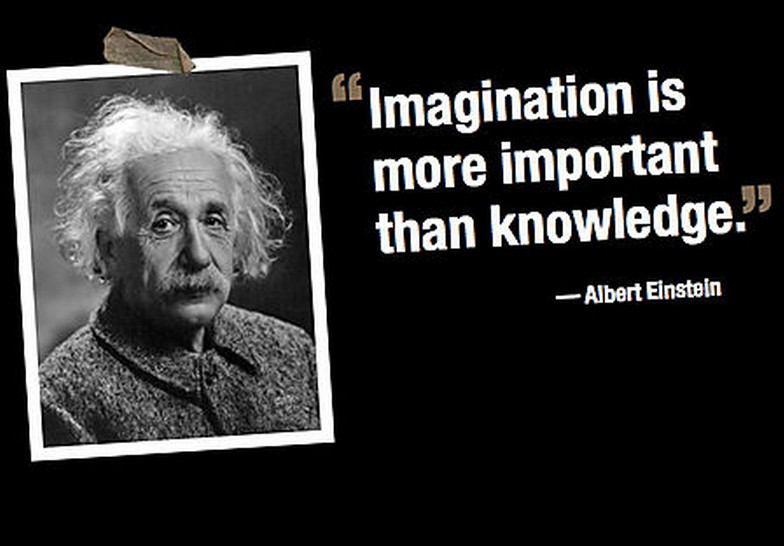 “Imagination is
more important
than knowledge.”
— Albert Einstein